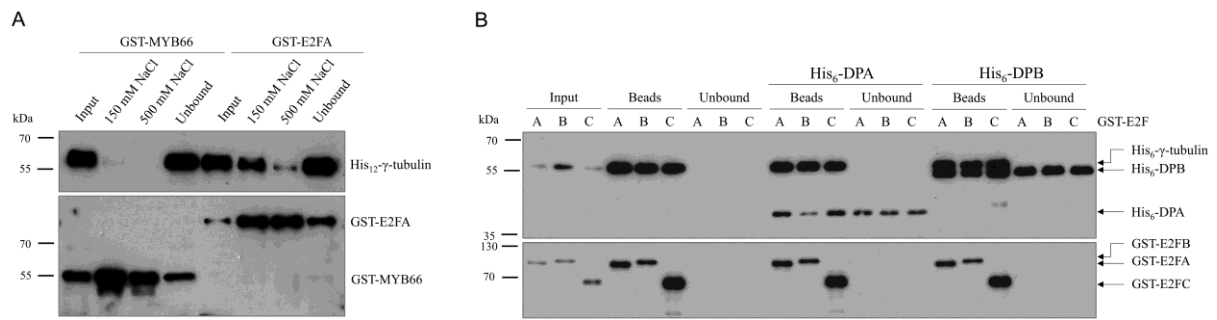 A
GST-MYB66 GST-E2FA
Input 150 mM NaCl 500 mM NaCl Unbound Input 150 mM NaCl 500 mM NaCl Unbound
kDa
70
55
His₁₂-γ-tubulin
GST-E2FA
70
55
GST-MYB66
B
His₆-DPA His₆-DPB
Input Beads Unbound Beads Unbound Beads Unbound
kDa A B C A B C A B C A B C A B C A B C A B C GST-E2F
70
55
35
His₆-γ-tubulin
His₆-DPB
His₆-DPA
130
70
GST-E2FB
GST-E2FA
GST-E2FC